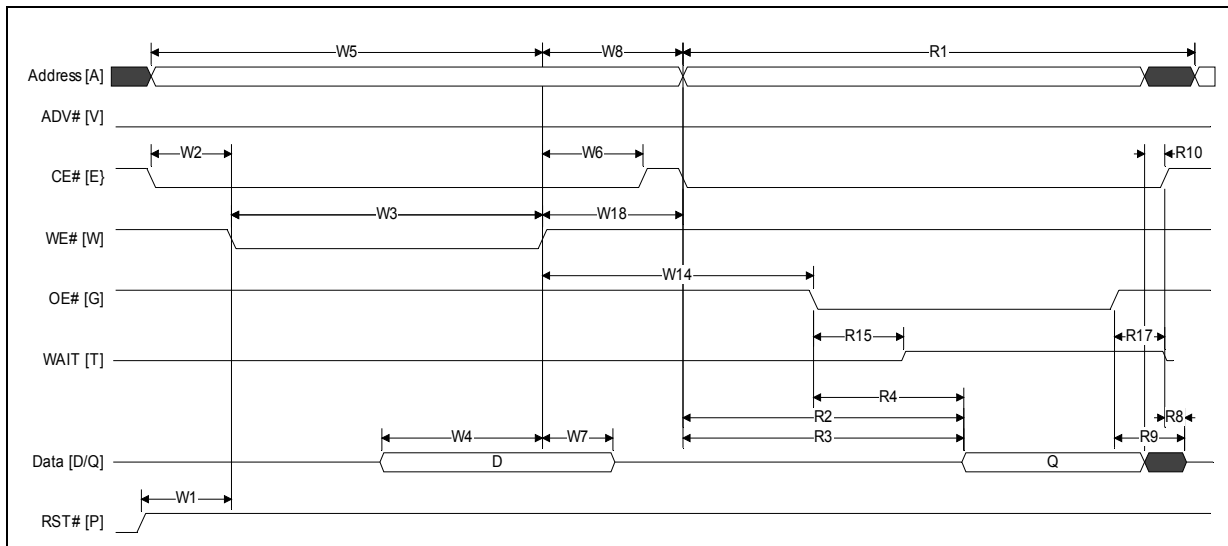 W5 W8 R1
Address [A]
ADV# [V]
W2 W6 R10
CE# [E}
W3 W18
WE# [W]
W14
OE# [G]
R15 R17
WAIT [T]
R4
R2 R8
W4 W7 R3 R9
Data [D/Q] D Q
W1
RST# [P]